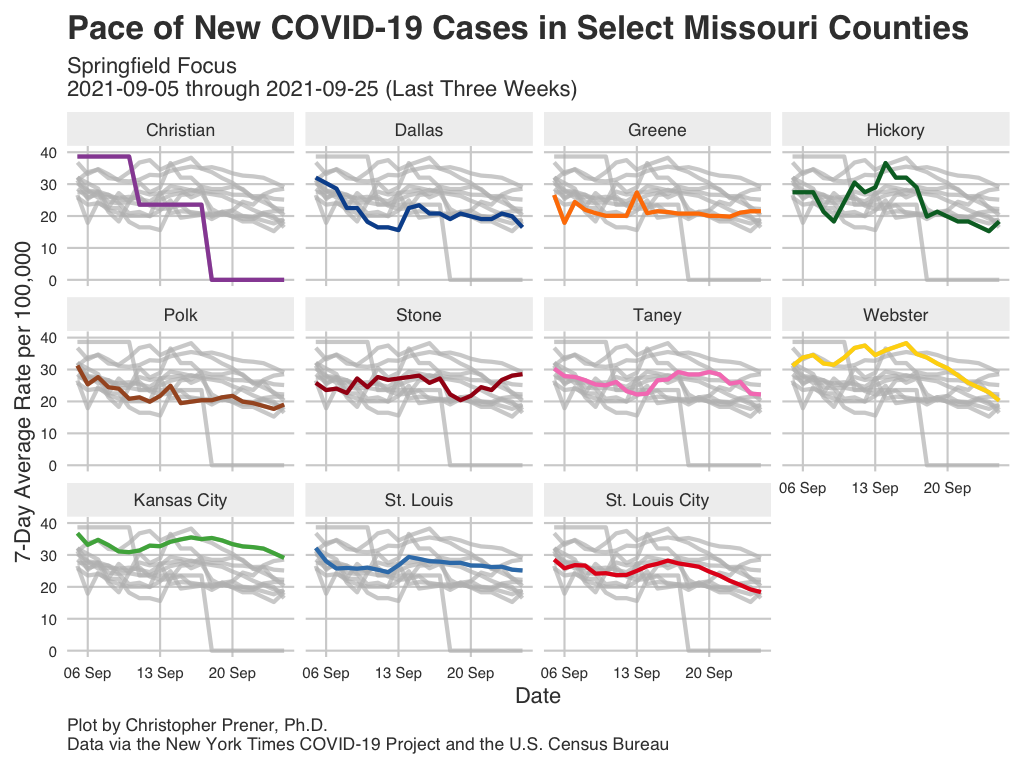 Pace of New COVID-19 Cases in Select Missouri Counties
Springfield Focus
2021-09-05 through 2021-09-25 (Last Three Weeks)
7-Day Average Rate per 100,000
Christian
Dallas
Greene
Hickory
40
30
20
10
0
Polk
Stone
Taney
Webster
40
30
20
10
0
06 Sep
13 Sep
20 Sep
Kansas City
St. Louis
St. Louis City
40
30
20
10
0
06 Sep
13 Sep
20 Sep
06 Sep
13 Sep
20 Sep
06 Sep
13 Sep
20 Sep
Date
Plot by Christopher Prener, Ph.D.
Data via the New York Times COVID-19 Project and the U.S. Census Bureau